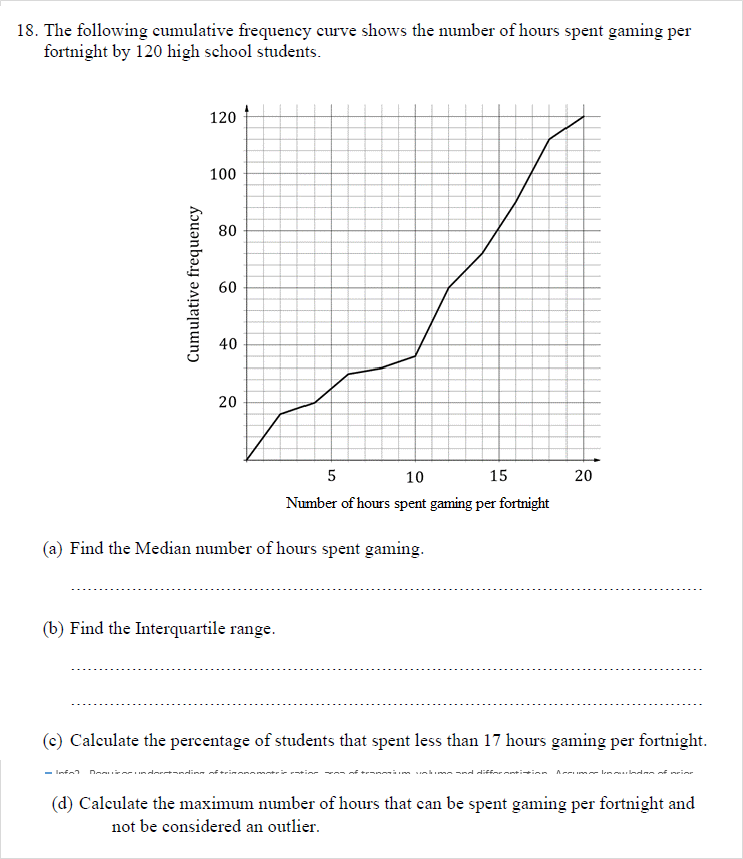 18. The following cumulative frequency curve shows the number of hours spent gaming per
fortnight by 120 high school students.
120
100
80
60
40
20
Cumulative frequency
5 10 15 20
Number of hours spent gaming per fortnight
(a) Find the Median number of hours spent gaming.
(b) Find the Interquartile range.
(c) Calculate the percentage of students that spent less than 17 hours gaming per fortnight.
(d) Calculate the maximum number of hours that can be spent gaming per fortnight and
not be considered an outlier.